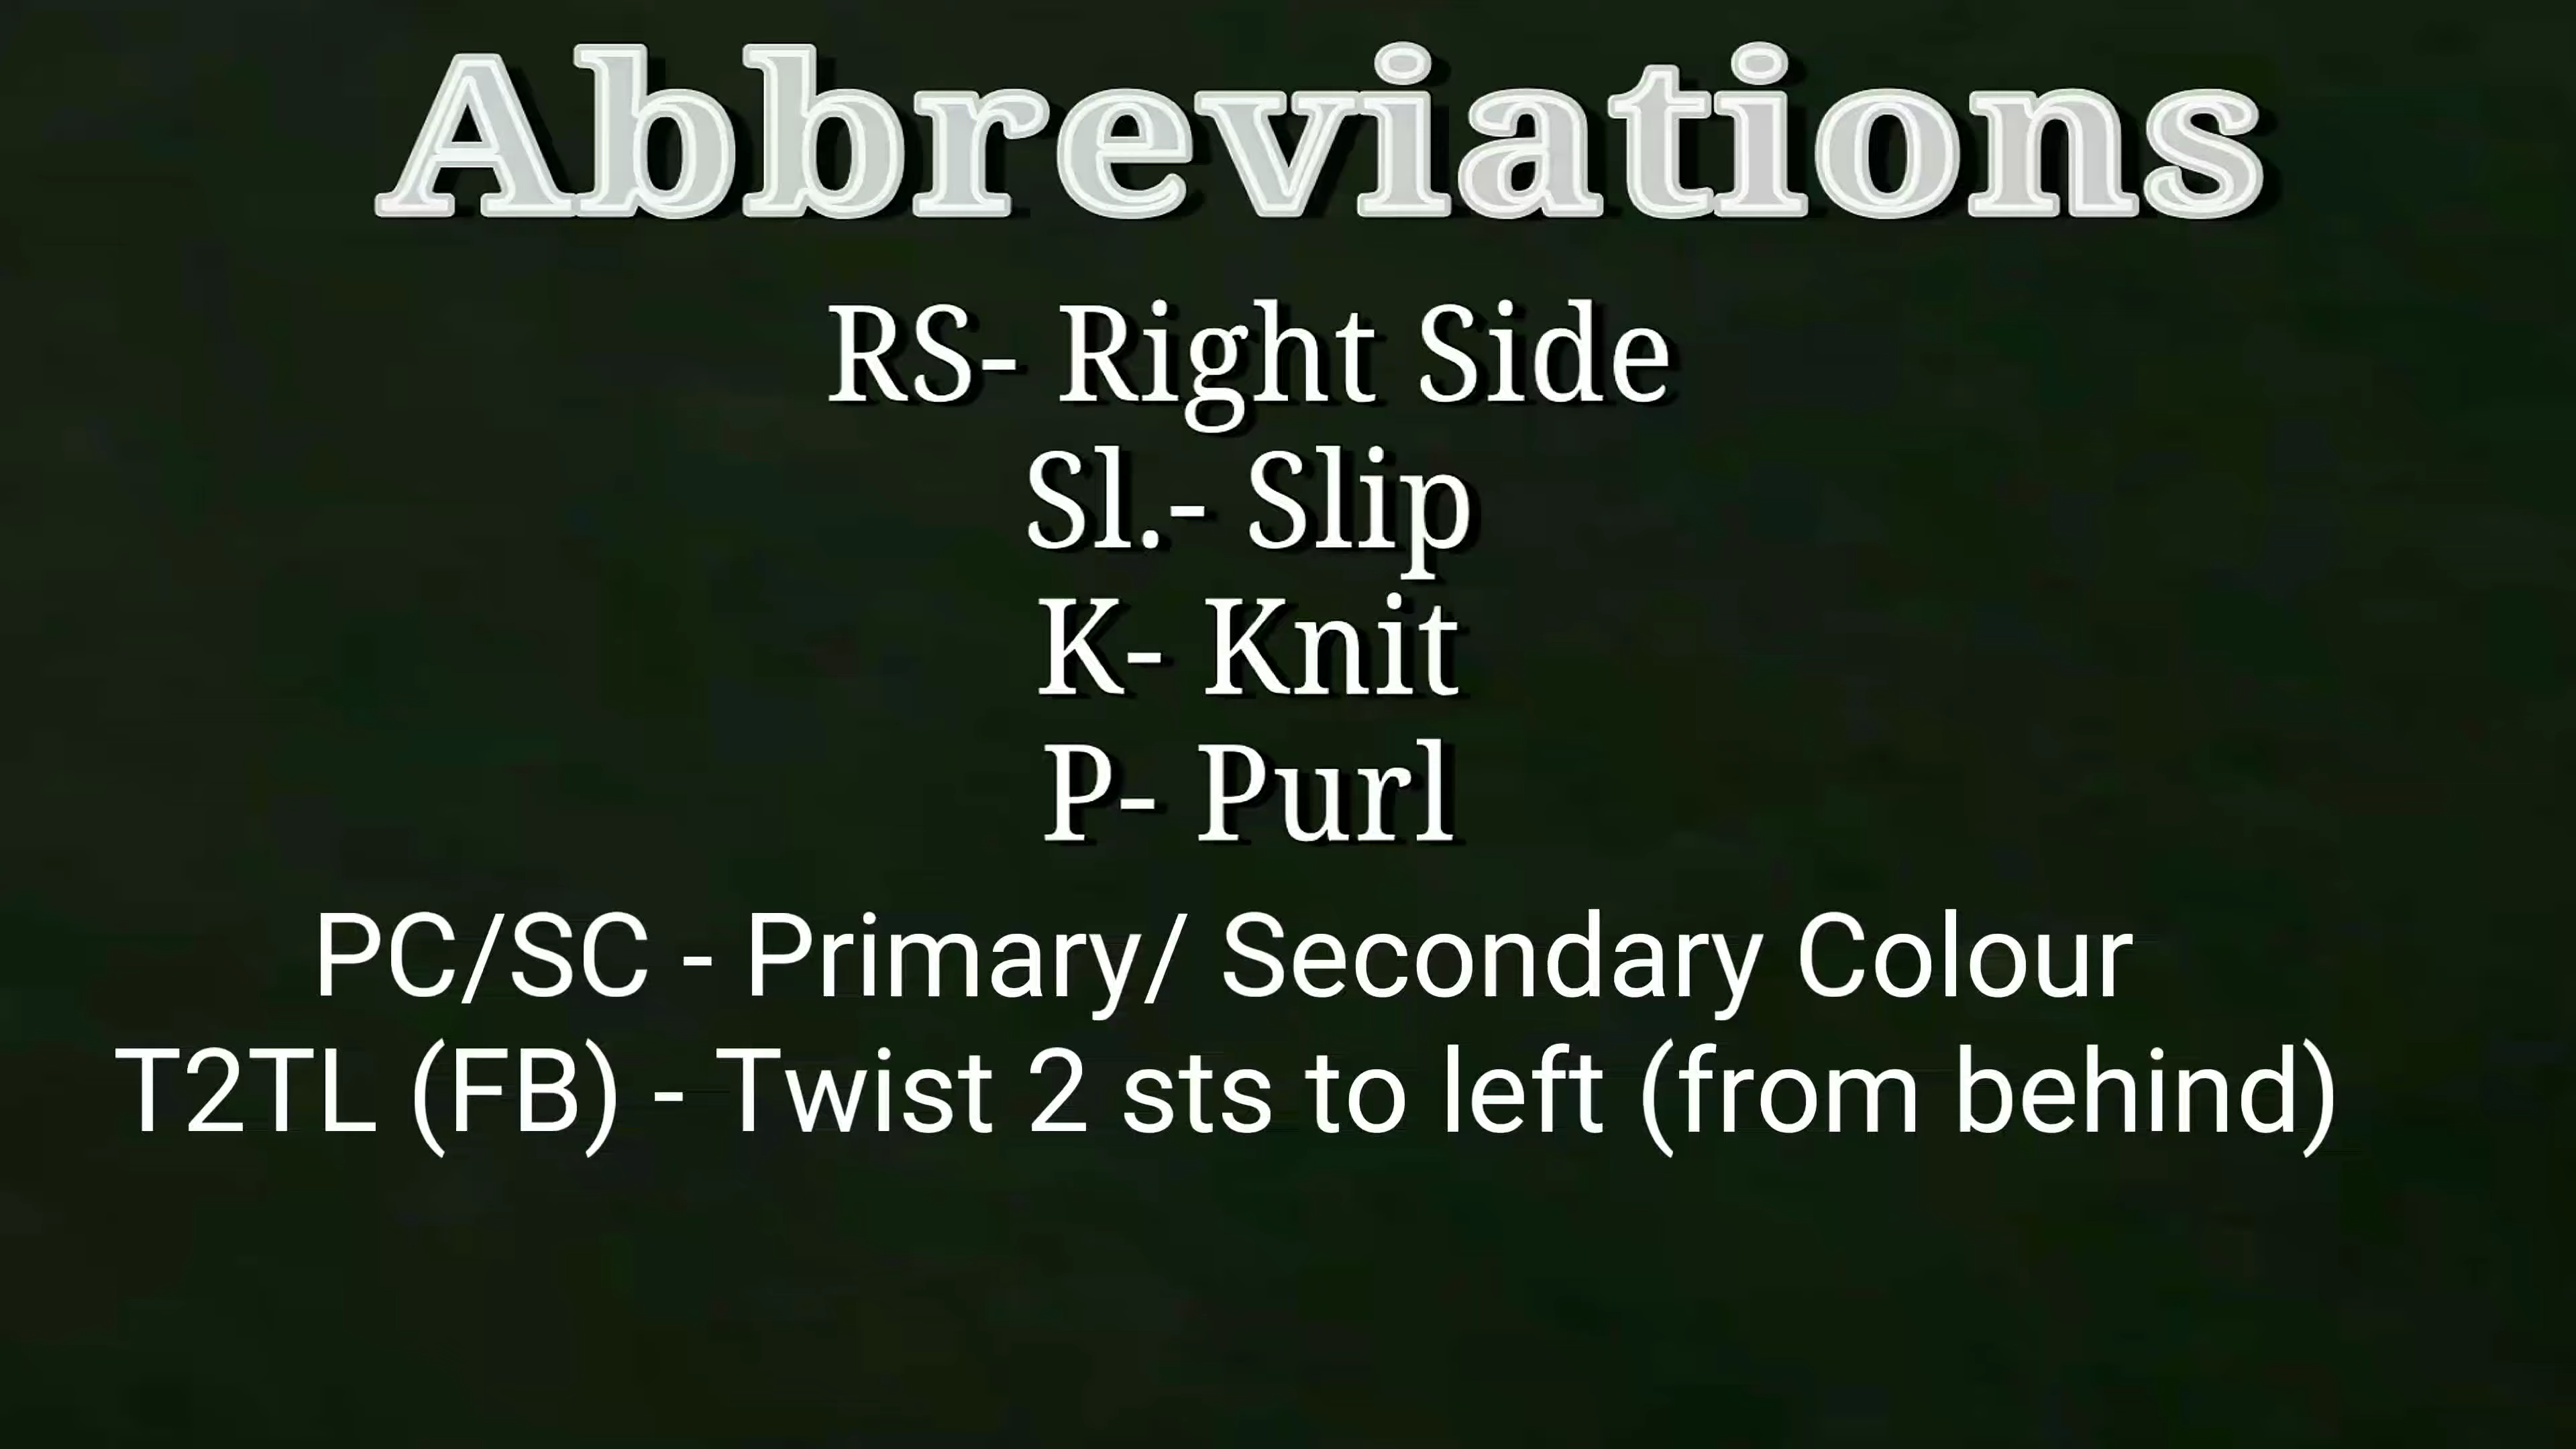 Abbreviations
RS- Right Side
Sl.- Slip
K- Knit
P- Purl
PC/SC - Primary/ Secondary Colour
T2TL (FB) - Twist 2 sts to left (from behind)